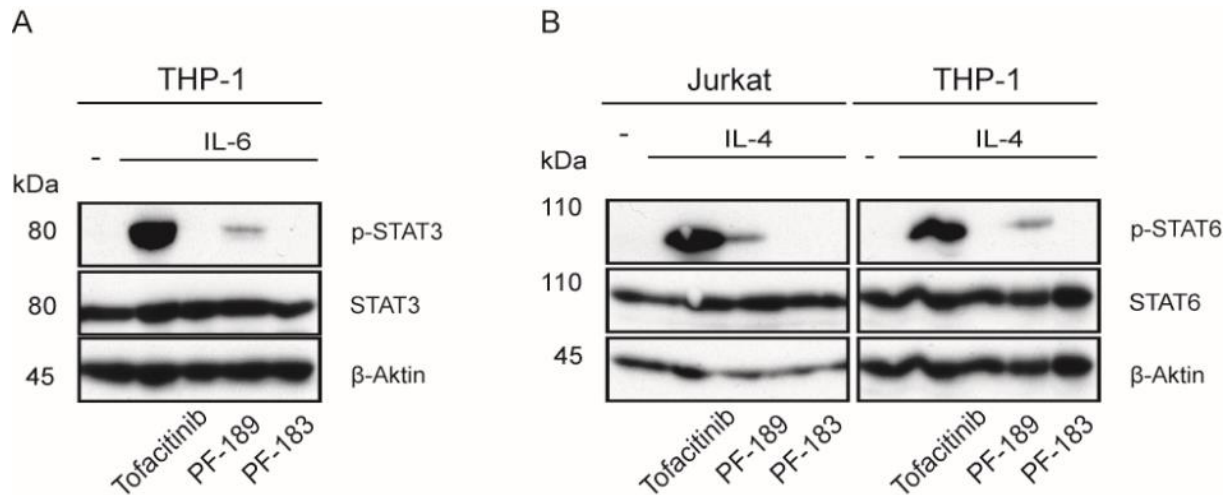 A
THP-1
- IL-6
kDa
80 p-STAT3
80 STAT3
45 β-Aktin
Tofacitinib
PF-189
PF-183
B
Jurkat THP-1
- IL-4 - IL-4
kDa
110 p-STAT6
110 STAT6
45 β-Aktin
Tofacitinib
PF-189
PF-183
Tofacitinib
PF-189
PF-183